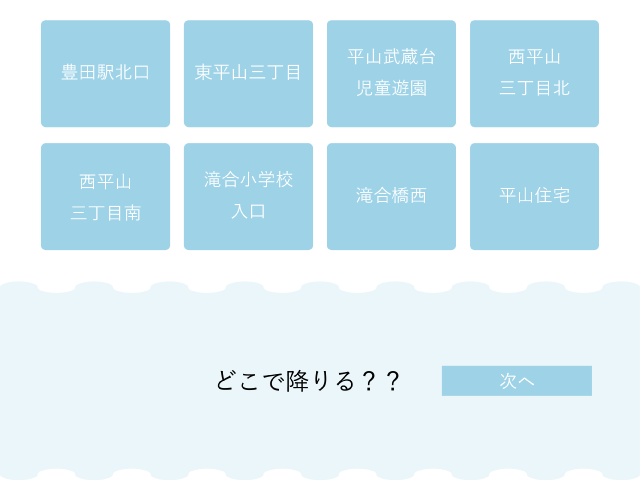 豊田駅北口
東平山三丁目
平山武蔵台
児童遊園
西平山
三丁目北
西平山
三丁目南
滝合小学校
入口
滝合橋西
平山住宅
どこで降りる？？
次へ